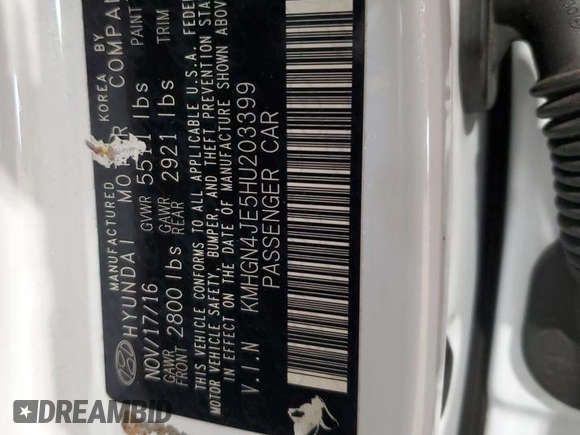 MANUFACTURED KOREA BY
HYUNDAI MOTOR COMPA
NOV/17/16 GVWR lbs PAINT
GAWR FRONT 2800 lbs GAWR REAR 2921 lbs TRIM
THIS VEHICLE CONFORMS TO ALL APPLICABLE U.S.A. FEDE
MOTOR VEHICLE SAFETY, BUMPER, AND THEFT PREVENTION STA
IN EFFECT ON THE DATE OF MANUFACTURE SHOWN ABOV
V.I.N KMHGN4JE5HU203399
PASSENGER CAR
DREAMBID